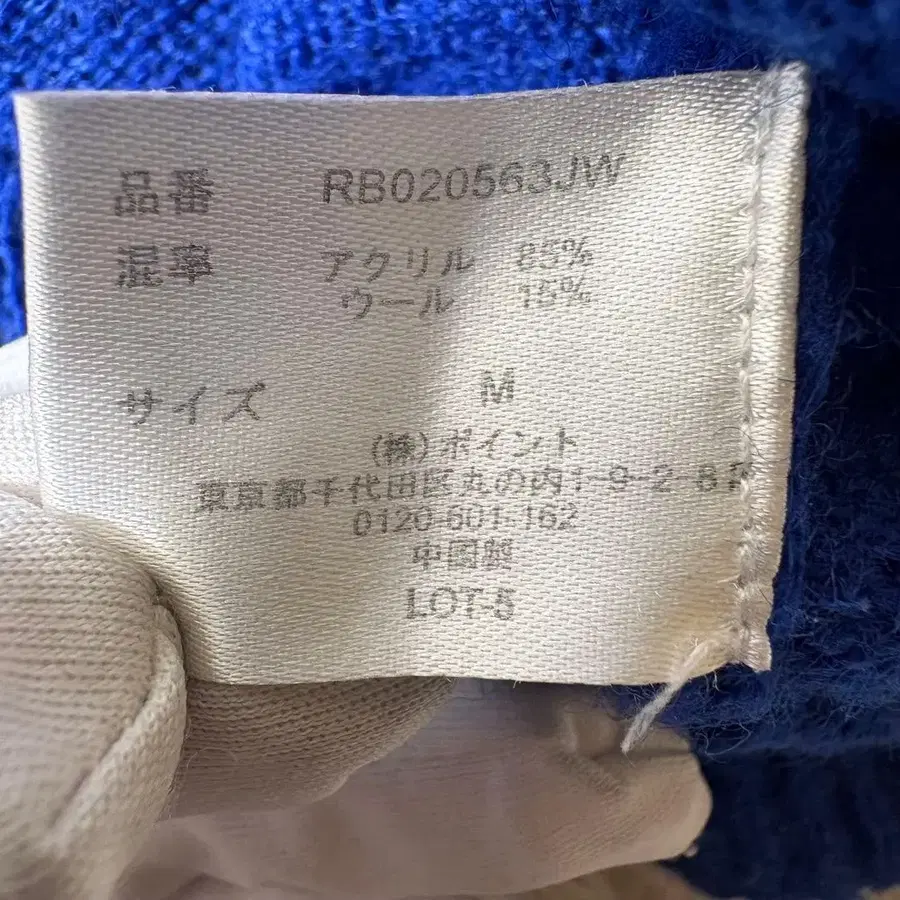 品番 RB020563JW
混率 アクリル 85%
ウール 15%
サイズ M
(株)ポイント
東京都千代田区丸の内1-9-2-8F
0120-601-162
中国製
LOT-5